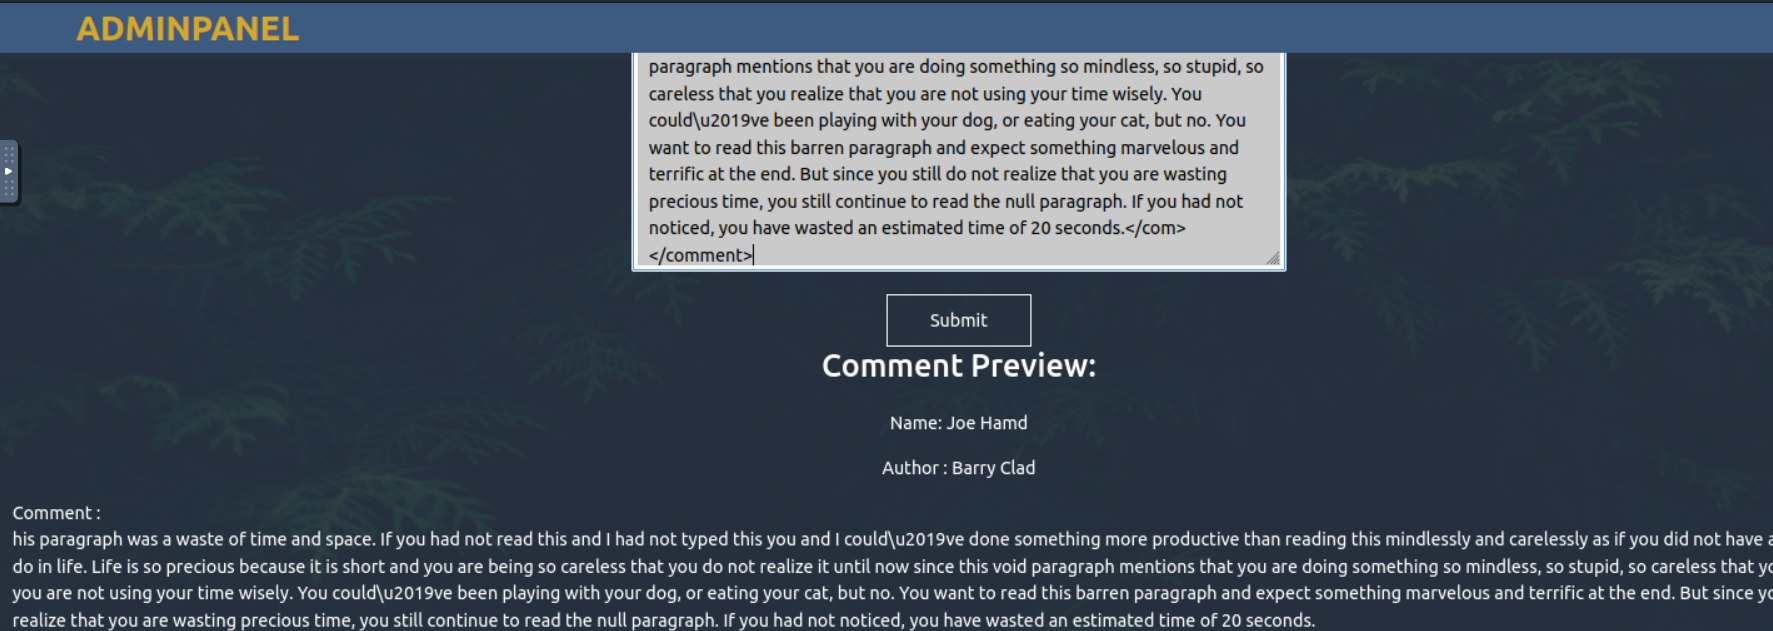 ADMINPANEL
paragraph mentions that you are doing something so mindless, so stupid, so
careless that you realize that you are not using your time wisely. You
could\u2019ve been playing with your dog, or eating your cat, but no. You
want to read this barren paragraph and expect something marvelous and
terrific at the end. But since you still do not realize that you are wasting
precious time, you still continue to read the null paragraph. If you had not
noticed, you have wasted an estimated time of 20 seconds.</com>
</comment>
Submit
Comment Preview:
Name: Joe Hamd
Author : Barry Clad
Comment :
his paragraph was a waste of time and space. If you had not read this and I had not typed this you and I could\u2019ve done something more productive than reading this mindlessly and carelessly as if you did not have a
do in life. Life is so precious because it is short and you are being so careless that you do not realize it until now since this void paragraph mentions that you are doing something so mindless, so stupid, so careless that yo
you are not using your time wisely. You could\u2019ve been playing with your dog, or eating your cat, but no. You want to read this barren paragraph and expect something marvelous and terrific at the end. But since yo
realize that you are wasting precious time, you still continue to read the null paragraph. If you had not noticed, you have wasted an estimated time of 20 seconds.